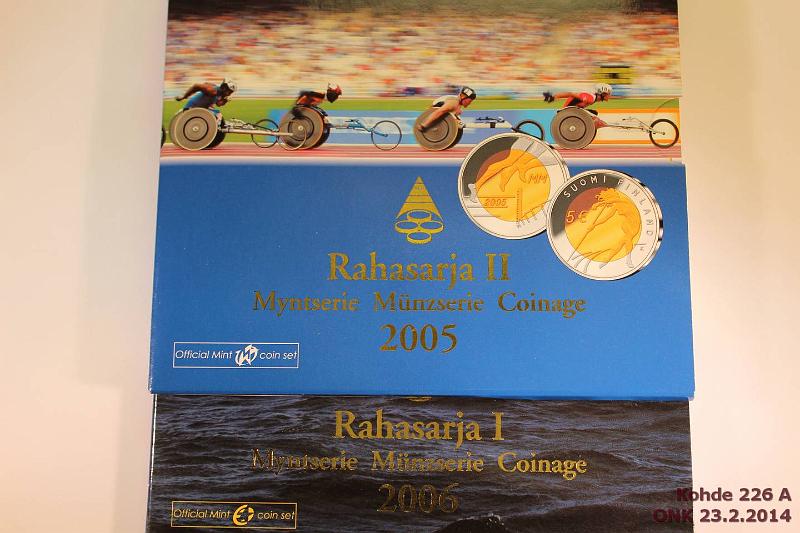 MM
2005
SUOMI FINLAND
5€
Rahasarja II
Myntserie Münzserie Coinage
2005
Official Mint coin set
Rahasarja I
Myntserie Münzserie Coinage
2006
Official Mint coin set
Kohde 226 A
ONK 23.2.2014